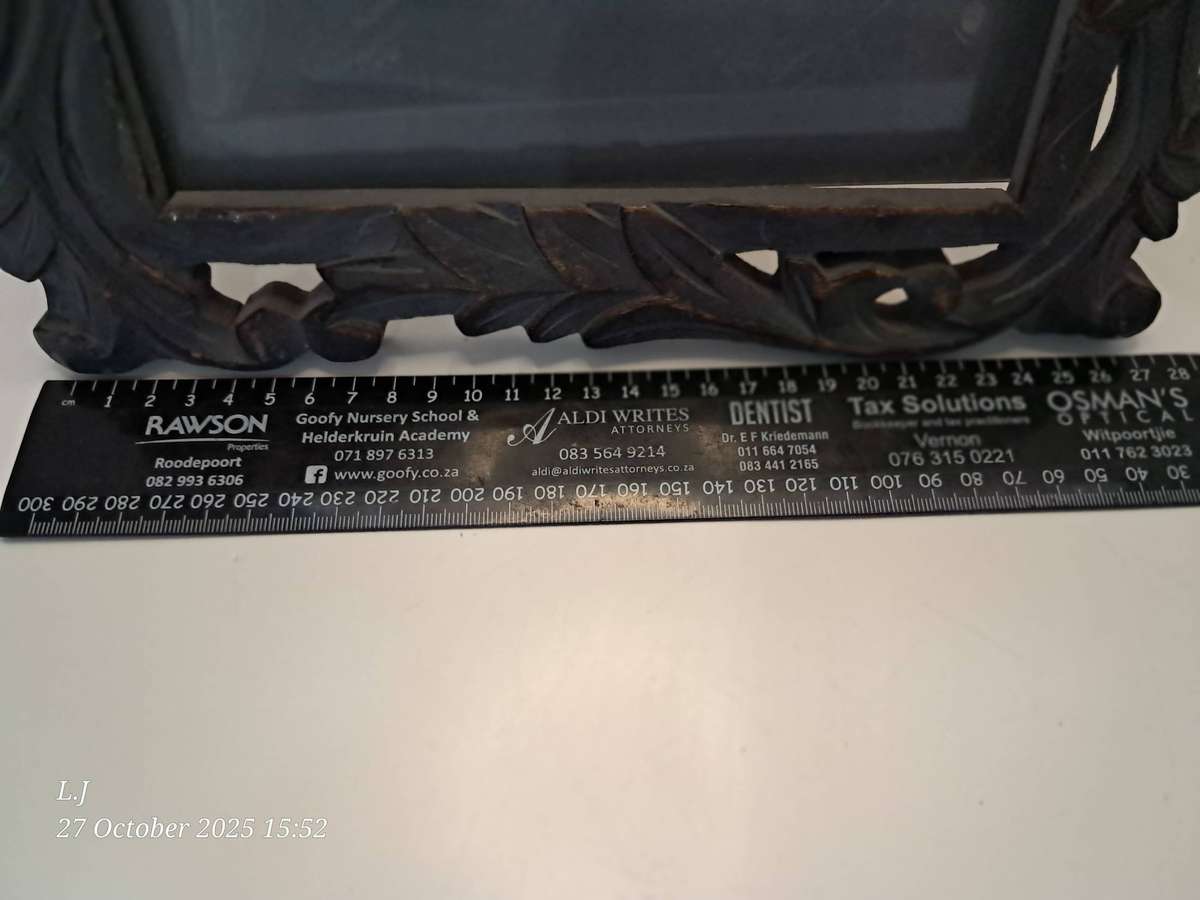 cm 1 2 3 4 5 6 7 8 9 10 11 12 13 14 15 16 17 18 19 20 21 22 23 24 25 26 27 28
RAWSON
Properties
Roodepoort
082 993 6306
Goofy Nursery School &
Helderkruin Academy
071 897 6313
f www.goofy.co.za
A ALDI WRITES
ATTORNEYS
083 564 9214
aldi@aldiwritesattorneys.co.za
DENTIST
Dr. E F Kriedemann
011 664 7054
083 441 2165
Tax Solutions
Bookkeeper and tax practitioners
Vernon
076 315 0221
OSMAN'S
OPTICAL
Witpoortjie
011 762 3023
300 290 280 270 260 250 240 230 220 210 200 190 180 170 160 150 140 130 120 110 100 90 80 70 60 50 40 30
L.J
27 October 2025 15:52